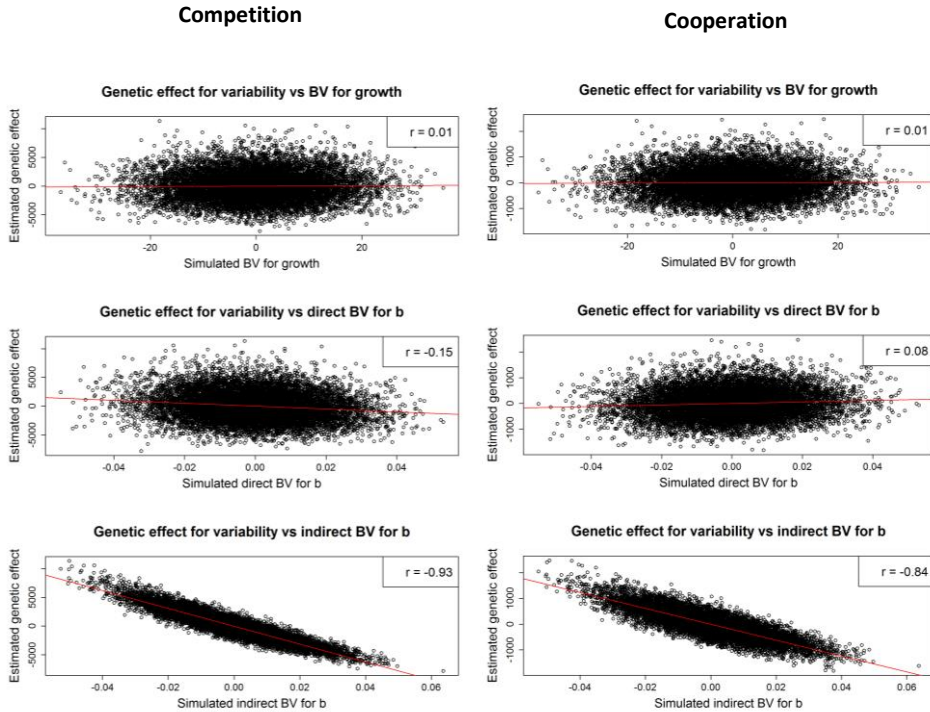 Competition
Genetic effect for variability vs BV for growth
r = 0.01
Estimated genetic effect
5000
0
-5000
-20
0
20
Simulated BV for growth
Genetic effect for variability vs direct BV for b
r = -0.15
Estimated genetic effect
5000
0
-5000
-0.04
-0.02
0.00
0.02
0.04
Simulated direct BV for b
Genetic effect for variability vs indirect BV for b
r = -0.93
Estimated genetic effect
5000
0
-5000
-0.04
-0.02
0.00
0.02
0.04
0.06
Simulated indirect BV for b
Cooperation
Genetic effect for variability vs BV for growth
r = 0.01
Estimated genetic effect
1000
0
-1000
-20
0
20
Simulated BV for growth
Genetic effect for variability vs direct BV for b
r = 0.08
Estimated genetic effect
1000
0
-1000
-0.04
-0.02
0.00
0.02
0.04
Simulated direct BV for b
Genetic effect for variability vs indirect BV for b
r = -0.84
Estimated genetic effect
1000
0
-1000
-0.04
-0.02
0.00
0.02
0.04
0.06
Simulated indirect BV for b